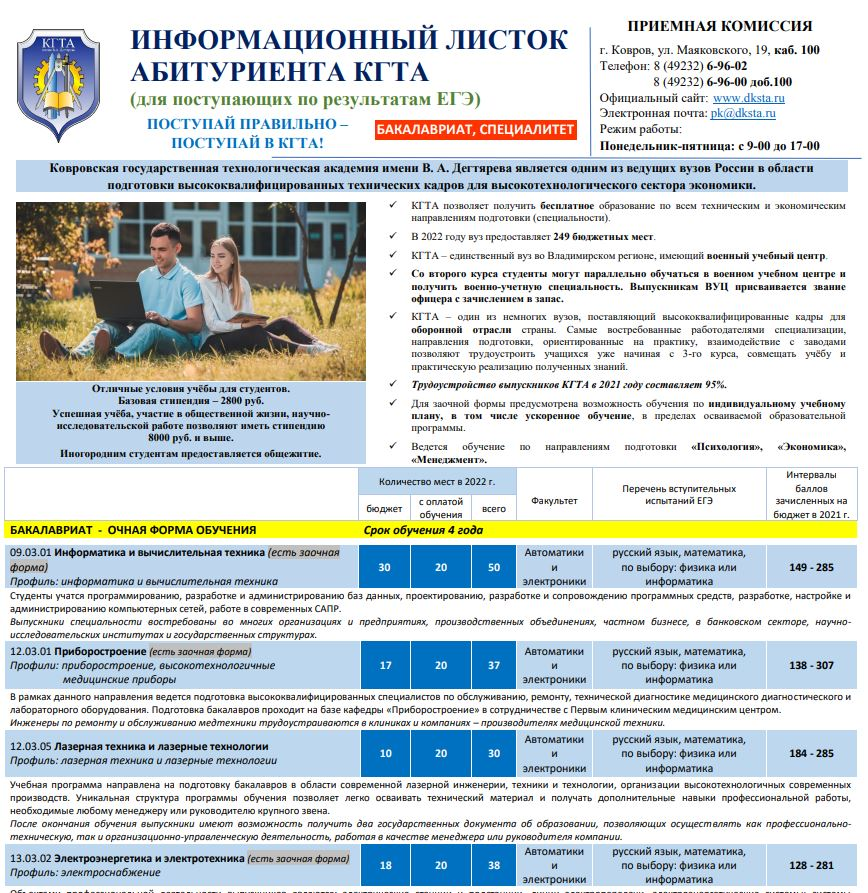 КГТА
ИНФОРМАЦИОННЫЙ ЛИСТОК
АБИТУРИЕНТА КГТА
(для поступающих по результатам ЕГЭ)
ПОСТУПАЙ ПРАВИЛЬНО –
ПОСТУПАЙ В КГТА!
БАКАЛАВРИАТ, СПЕЦИАЛИТЕТ
ПРИЕМНАЯ КОМИССИЯ
г. Ковров, ул. Маяковского, 19, каб. 100
Телефон: 8 (49232) 6-96-02
8 (49232) 6-96-00 доб.100
Официальный сайт: www.dksta.ru
Электронная почта: pk@dksta.ru
Режим работы:
Понедельник-пятница: с 9-00 до 17-00
Ковровская государственная технологическая академия имени В. А. Дегтярева является одним из ведущих вузов России в области
подготовки высококвалифицированных технических кадров для высокотехнологического сектора экономики.
Отличные условия учёбы для студентов.
Базовая стипендия – 2800 руб.
Успешная учёба, участие в общественной жизни, научно-
исследовательской работе позволяют иметь стипендию
8000 руб. и выше.
Иногородним студентам предоставляется общежитие.
✓ КГТА позволяет получить бесплатное образование по всем техническим и экономическим
направлениям подготовки (специальности).
✓ В 2022 году вуз предоставляет 249 бюджетных мест.
✓ КГТА – единственный вуз во Владимирском регионе, имеющий военный учебный центр.
✓ Со второго курса студенты могут параллельно обучаться в военном учебном центре и
получить военно-учетную специальность. Выпускникам ВУЦ присваивается звание
офицера с зачислением в запас.
✓ КГТА – один из немногих вузов, поставляющий высококвалифицированные кадры для
оборонной отрасли страны. Самые востребованные работодателями специализации,
направления подготовки, ориентированные на практику, взаимодействие с заводами
позволяют трудоустроить учащихся уже начиная с 3-го курса, совмещать учёбу и
практическую реализацию полученных знаний.
✓ Трудоустройство выпускников КГТА в 2021 году составляет 95%.
✓ Для заочной формы предусмотрена возможность обучения по индивидуальному учебному
плану, в том числе ускоренное обучение, в пределах осваиваемой образовательной
программы.
✓ Ведется обучение по направлениям подготовки «Психология», «Экономика»,
«Менеджмент».
Количество мест в 2022 г.
бюджет
с оплатой
обучения
всего
Факультет
Перечень вступительных
испытаний ЕГЭ
Интервалы
баллов
зачисленных на
бюджет в 2021 г.
БАКАЛАВРИАТ - ОЧНАЯ ФОРМА ОБУЧЕНИЯ Срок обучения 4 года
09.03.01 Информатика и вычислительная техника (есть заочная
форма)
Профиль: информатика и вычислительная техника
30 20 50
Автоматики
и
электроники
русский язык, математика,
по выбору: физика или
информатика
149 - 285
Студенты учатся программированию, разработке и администрированию баз данных, проектированию, разработке и сопровождению программных средств, разработке, настройке и
администрированию компьютерных сетей, работе в современных САПР.
Выпускники специальности востребованы во многих организациях и предприятиях, производственных объединениях, частном бизнесе, в банковском секторе, научно-
исследовательских институтах и государственных структурах.
12.03.01 Приборостроение (есть заочная форма)
Профили: приборостроение, высокотехнологичные
медицинские приборы
17 20 37
Автоматики
и
электроники
русский язык, математика,
по выбору: физика или
информатика
138 - 307
В рамках данного направления ведется подготовка высококвалифицированных специалистов по обслуживанию, ремонту, технической диагностике медицинского диагностического и
лабораторного оборудования. Подготовка бакалавров проходит на базе кафедры «Приборостроение» в сотрудничестве с Первым клиническим медицинским центром.
Инженеры по ремонту и обслуживанию медтехники трудоустраиваются в клиниках и компаниях – производителях медицинской техники.
12.03.05 Лазерная техника и лазерные технологии
Профиль: лазерная техника и лазерные технологии
10 20 30
Автоматики
и
электроники
русский язык, математика,
по выбору: физика или
информатика
184 - 285
Учебная программа направлена на подготовку бакалавров в области современной лазерной инженерии, техники и технологии, организации высокотехнологичных современных
производств. Уникальная структура программы обучения позволяет легко осваивать технический материал и получать дополнительные навыки профессиональной работы,
необходимые любому менеджеру или руководителю крупного звена.
После окончания обучения выпускники имеют возможность получить два государственных документа об образовании, позволяющих осуществлять как профессионально-
техническую, так и организационно-управленческую деятельность, работая в качестве менеджера или руководителя компании.
13.03.02 Электроэнергетика и электротехника (есть заочная форма)
Профиль: электроснабжение
18 20 38
Автоматики
и
электроники
русский язык, математика,
по выбору: физика или
информатика
128 - 281